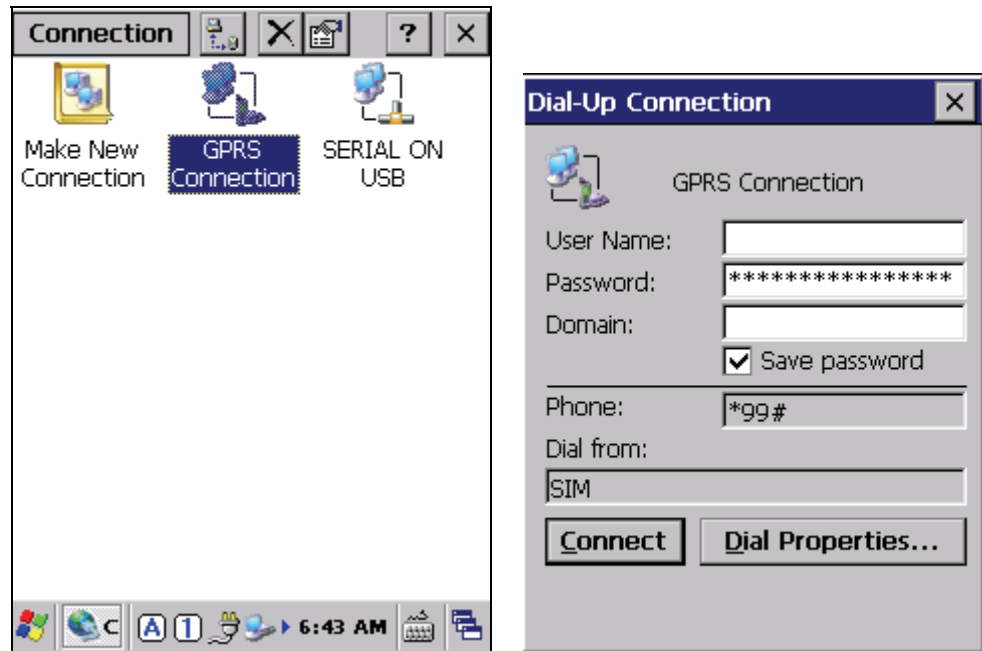 Connection ? ×
Make New Connection
GPRS Connection
SERIAL ON USB
C A 1 6:43 AM
Dial-Up Connection ×
GPRS Connection
User Name:
Password: ****************
Domain:
Save password
Phone: *99#
Dial from:
SIM
Connect Dial Properties...